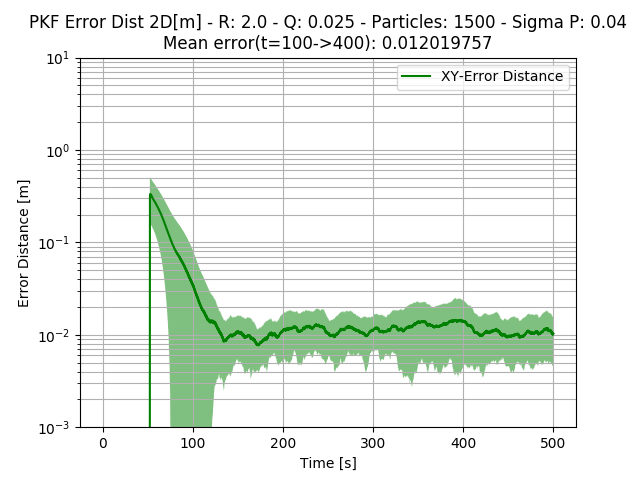 PKF Error Dist 2D[m] - R: 2.0 - Q: 0.025 - Particles: 1500 - Sigma P: 0.04
Mean error(t=100->400): 0.012019757
XY-Error Distance
10^1
10^0
10^-1
10^-2
10^-3
Error Distance [m]
0 100 200 300 400 500
Time [s]